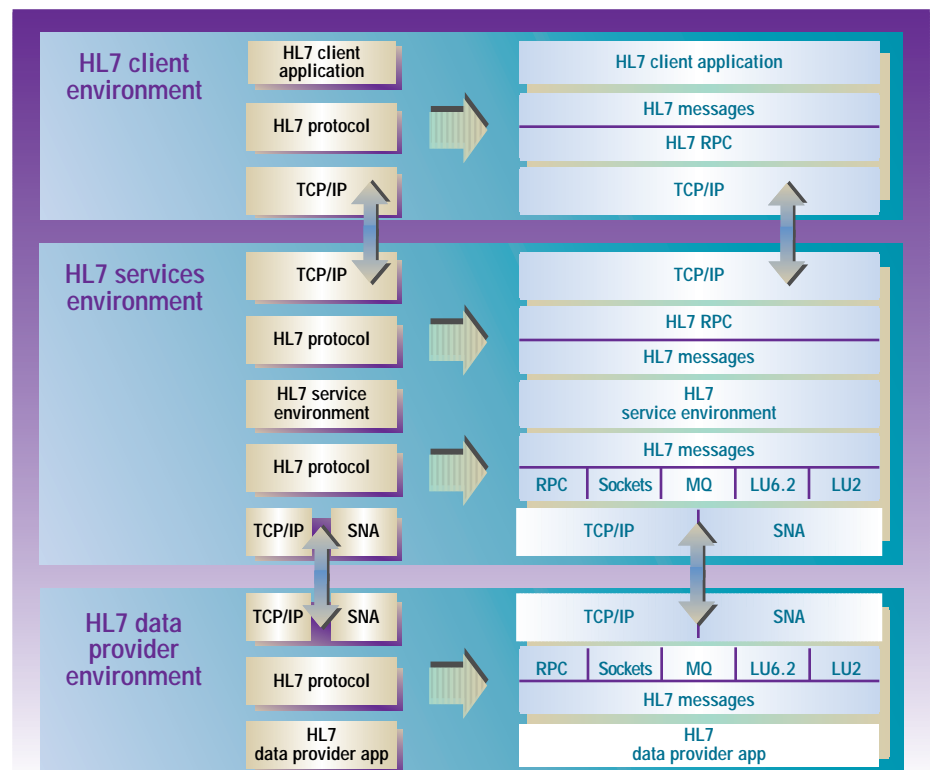 HL7 client
environment
HL7 client
application
HL7 protocol
TCP/IP
HL7 client application
HL7 messages
HL7 RPC
TCP/IP
HL7 services
environment
TCP/IP
HL7 protocol
HL7 service
environment
HL7 protocol
TCP/IP SNA
TCP/IP
HL7 RPC
HL7 messages
HL7
service environment
HL7 messages
RPC Sockets MQ LU6.2 LU2
TCP/IP SNA
HL7 data
provider
environment
TCP/IP SNA
HL7 protocol
HL7
data provider app
TCP/IP SNA
RPC Sockets MQ LU6.2 LU2
HL7 messages
HL7
data provider app